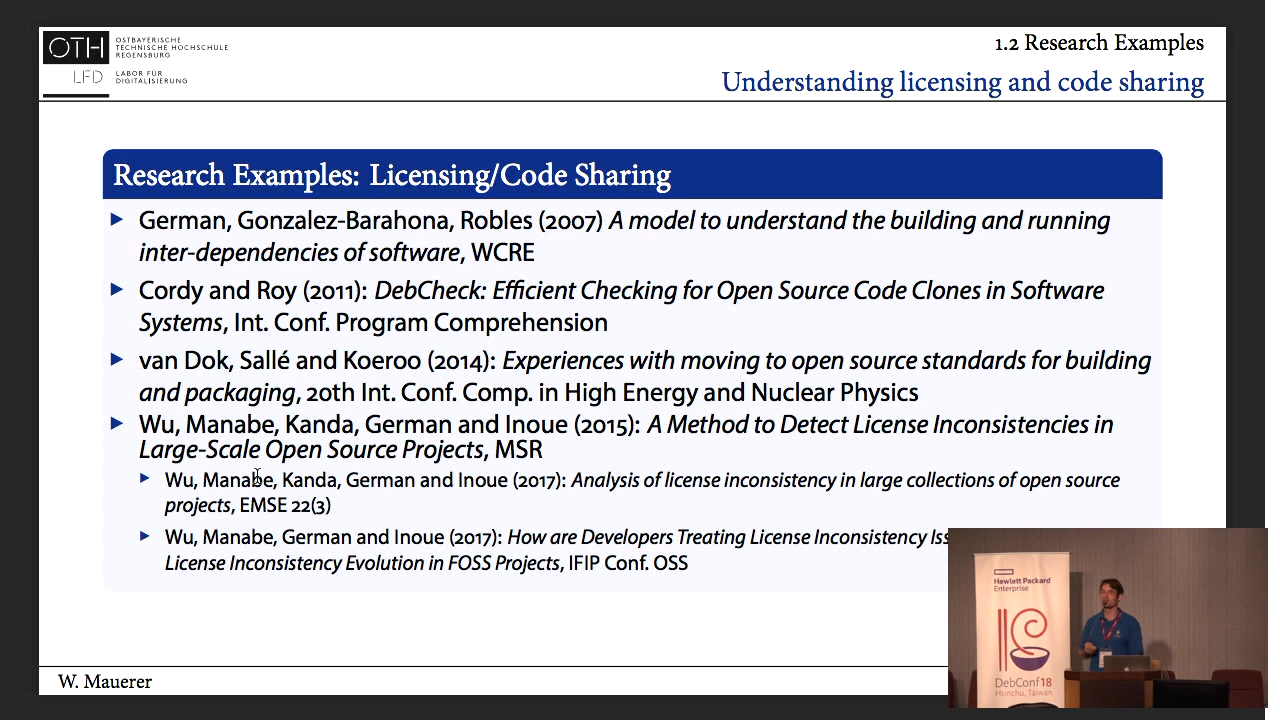 OTH
OSTBAYERISCHE
TECHNISCHE HOCHSCHULE
REGENSBURG
LFD
LABOR FÜR
DIGITALISIERUNG
1.2 Research Examples
Understanding licensing and code sharing
Research Examples: Licensing/Code Sharing
German, Gonzalez-Barahona, Robles (2007) A model to understand the building and running
inter-dependencies of software, WCRE
Cordy and Roy (2011): DebCheck: Efficient Checking for Open Source Code Clones in Software
Systems, Int. Conf. Program Comprehension
van Dok, Sallé and Koeroo (2014): Experiences with moving to open source standards for building
and packaging, 20th Int. Conf. Comp. in High Energy and Nuclear Physics
Wu, Manabe, Kanda, German and Inoue (2015): A Method to Detect License Inconsistencies in
Large-Scale Open Source Projects, MSR
Wu, Manabe, Kanda, German and Inoue (2017): Analysis of license inconsistency in large collections of open source
projects, EMSE 22(3)
Wu, Manabe, German and Inoue (2017): How are Developers Treating License Inconsistency
License Inconsistency Evolution in FOSS Projects, IFIP Conf. OSS
Hewlett Packard
Enterprise
DebConf18
Hsinchu, Taiwan
W. Mauerer